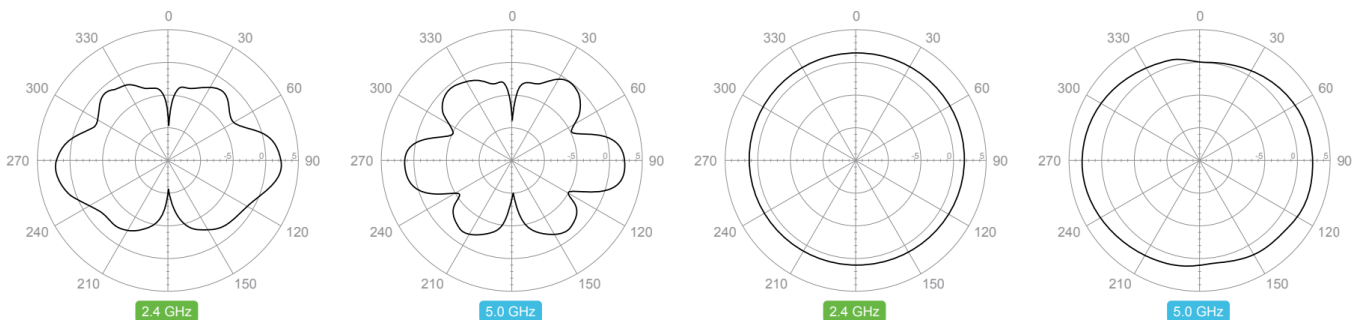 0 0 0 0
330 30 330 30 330 30 330 30
300 60 300 60 300 60 300 60
270 -5 0 5 90 270 -5 0 5 90 270 -5 0 5 90 270 -5 0 5 90
240 120 240 120 240 120 240 120
210 150 210 150 210 150 210 150
2.4 GHz 5.0 GHz 2.4 GHz 5.0 GHz